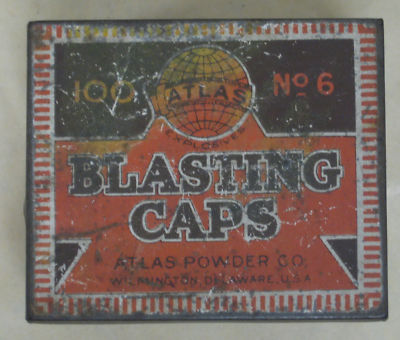 100 ATLAS No 6
EXPLOSIVES
BLASTING
CAPS
ATLAS POWDER CO.
WILMINGTON, DELAWARE, U.S.A.